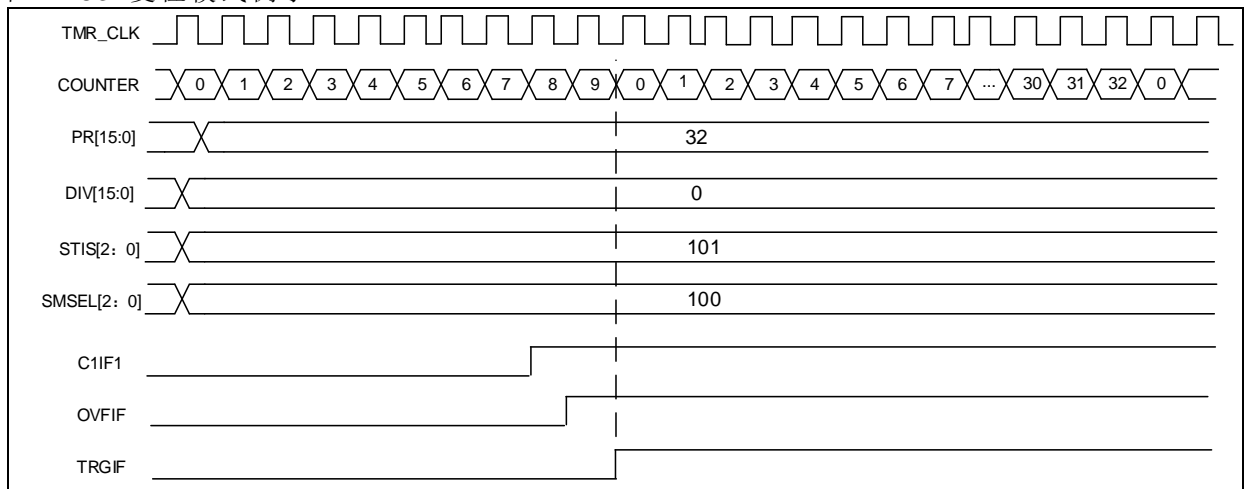 TMR_CLK
COUNTER 0 1 2 3 4 5 6 7 8 9 0 1 2 3 4 5 6 7 ... 30 31 32 0
PR[15:0] 32
DIV[15:0] 0
STIS[2：0] 101
SMSEL[2：0] 100
C1IF1
OVFIF
TRGIF